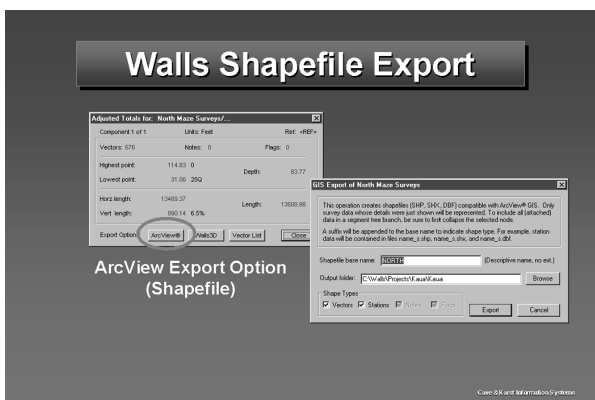 Walls Shapefile Export
Adjusted Totals for: North Maze Surveys/...
Component 1 of 1 Units: Feet Ref: <REF>
Vectors: 676 Notes: 0 Flags: 0
Highest point: 114.83 0
Lowest point: 31.06 25Q
Depth: 83.77
Horz length: 13489.37
Vert. length: 890.14 6.5%
Length: 13606.98
Export Option: ArcView® Walls3D Vector List Close
ArcView Export Option
(Shapefile)
GIS Export of North Maze Surveys
This operation creates shapefiles (SHP, SHX, DBF) compatible with ArcView® GIS. Only
survey data whose details were just shown will be represented. To include all (attached)
data in a segment tree branch, be sure to first collapse the selected node.
A suffix will be appended to the base name to indicate shape type. For example, station
data will be contained in files name_s.shp, name_s.shx, and name_s.dbf.
Shapefile base name: NORTH (Descriptive name, no ext.)
Output folder: C:\Walls\Projects\Kaua\Kaua Browse
Shape Types
Vectors Stations Notes Flags
Export Cancel
Cave & Karst Information Systems